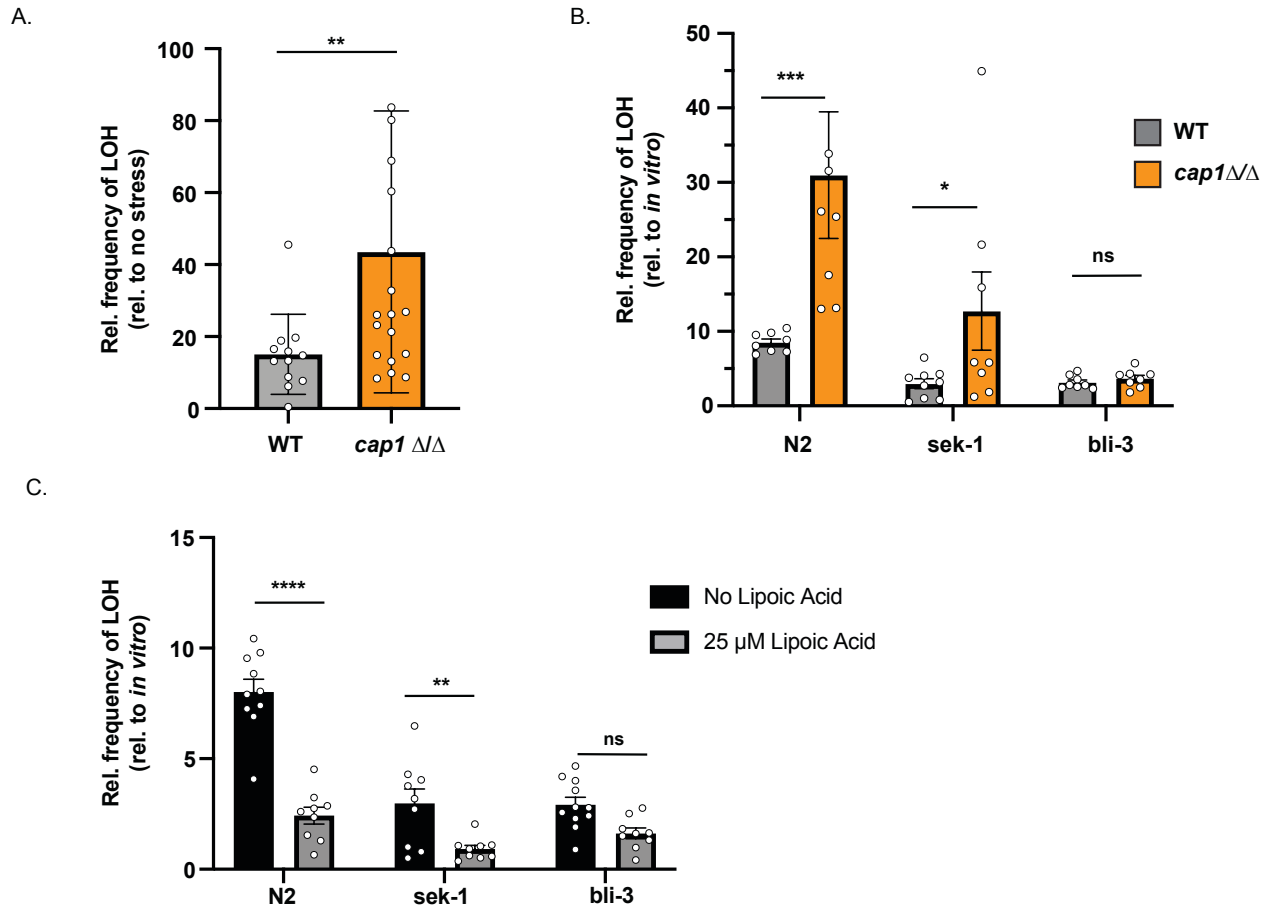 A.
Rel. frequency of LOH
(rel. to no stress)
100
80
60
40
20
0
**
WT
cap1 Δ/Δ
B.
Rel. frequency of LOH
(rel. to in vitro)
50
40
30
20
10
0
***
*
ns
N2
sek-1
bli-3
WT
cap1Δ/Δ
C.
Rel. frequency of LOH
(rel. to in vitro)
15
10
5
0
****
**
ns
N2
sek-1
bli-3
No Lipoic Acid
25 µM Lipoic Acid